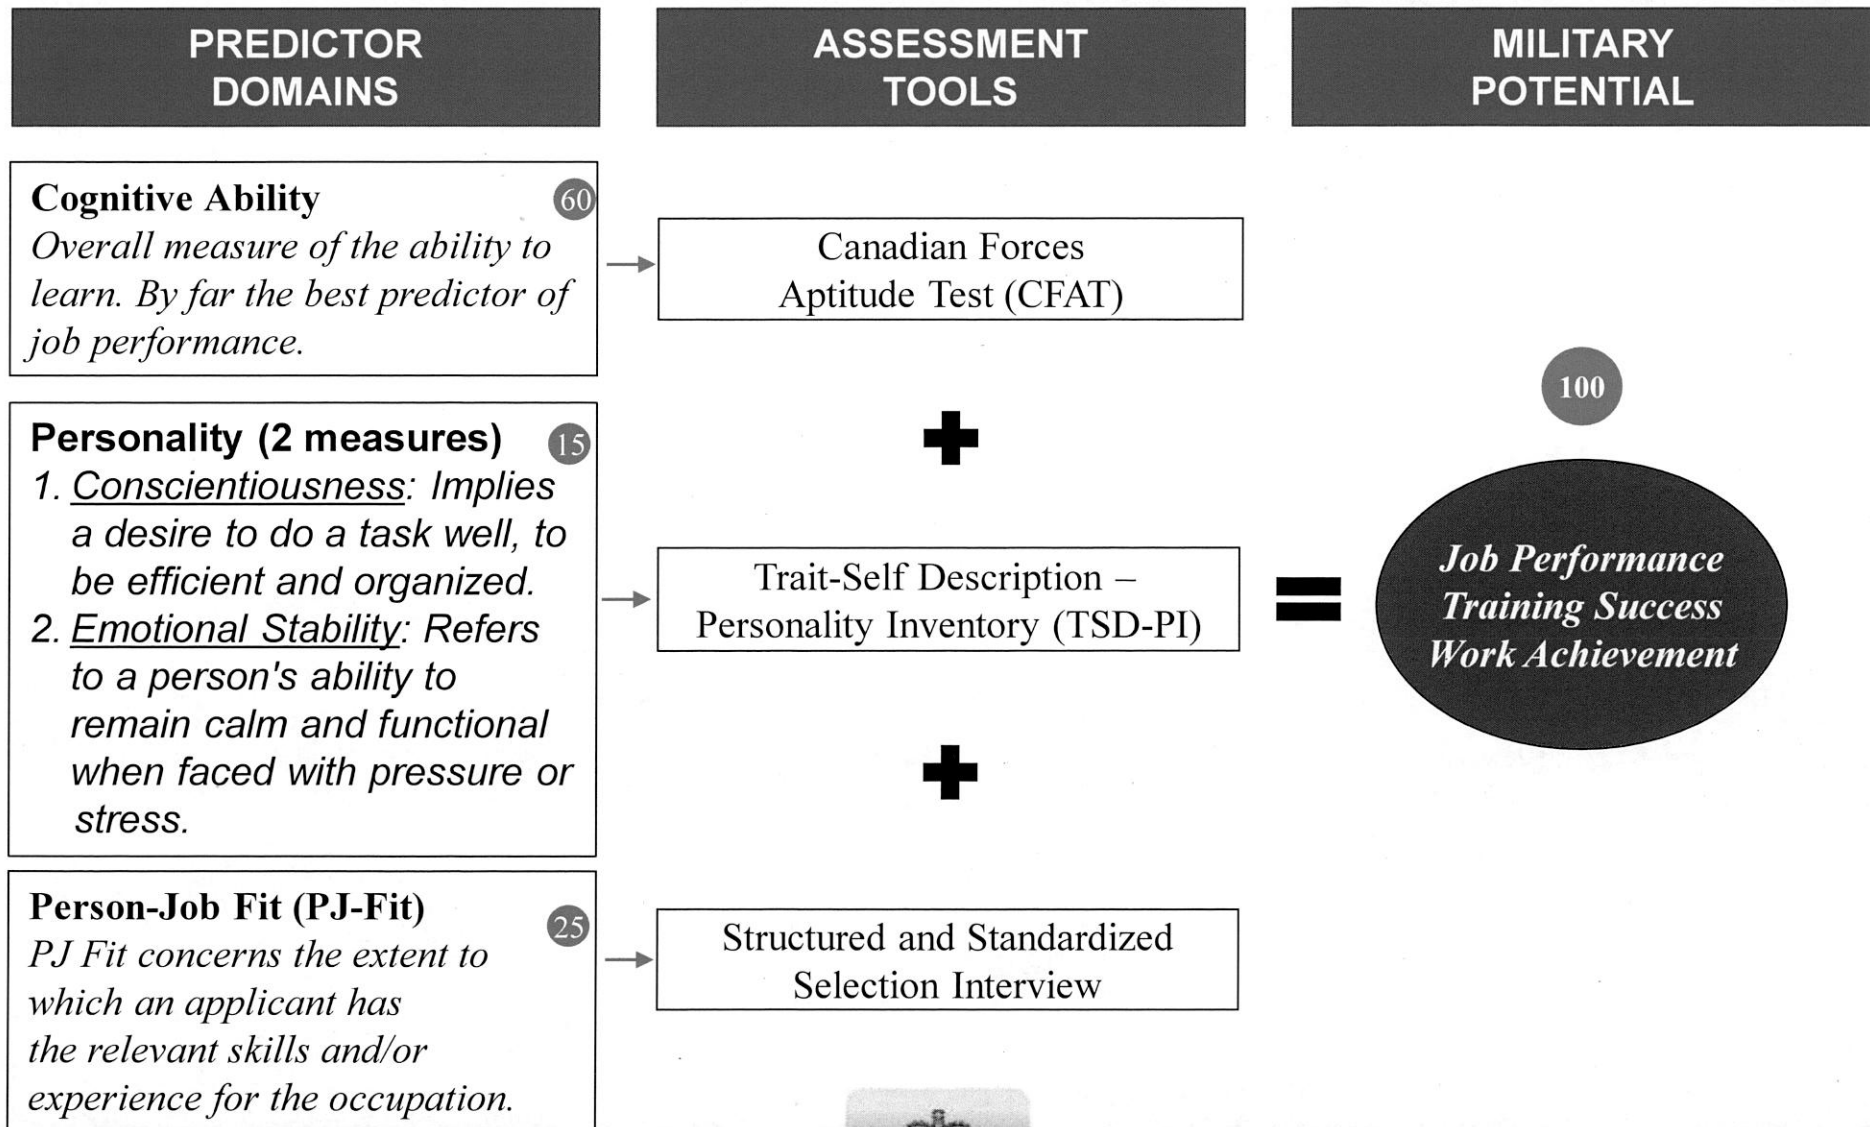 PREDICTOR
DOMAINS
ASSESSMENT
TOOLS
MILITARY
POTENTIAL
Cognitive Ability
60
Overall measure of the ability to
learn. By far the best predictor of
job performance.
Canadian Forces
Aptitude Test (CFAT)
100
Personality (2 measures)
15
1. Conscientiousness: Implies
a desire to do a task well, to
be efficient and organized.
2. Emotional Stability: Refers
to a person's ability to
remain calm and functional
when faced with pressure or
stress.
+
Trait-Self Description –
Personality Inventory (TSD-PI)
+
=
Job Performance
Training Success
Work Achievement
Person-Job Fit (PJ-Fit)
25
PJ Fit concerns the extent to
which an applicant has
the relevant skills and/or
experience for the occupation.
Structured and Standardized
Selection Interview